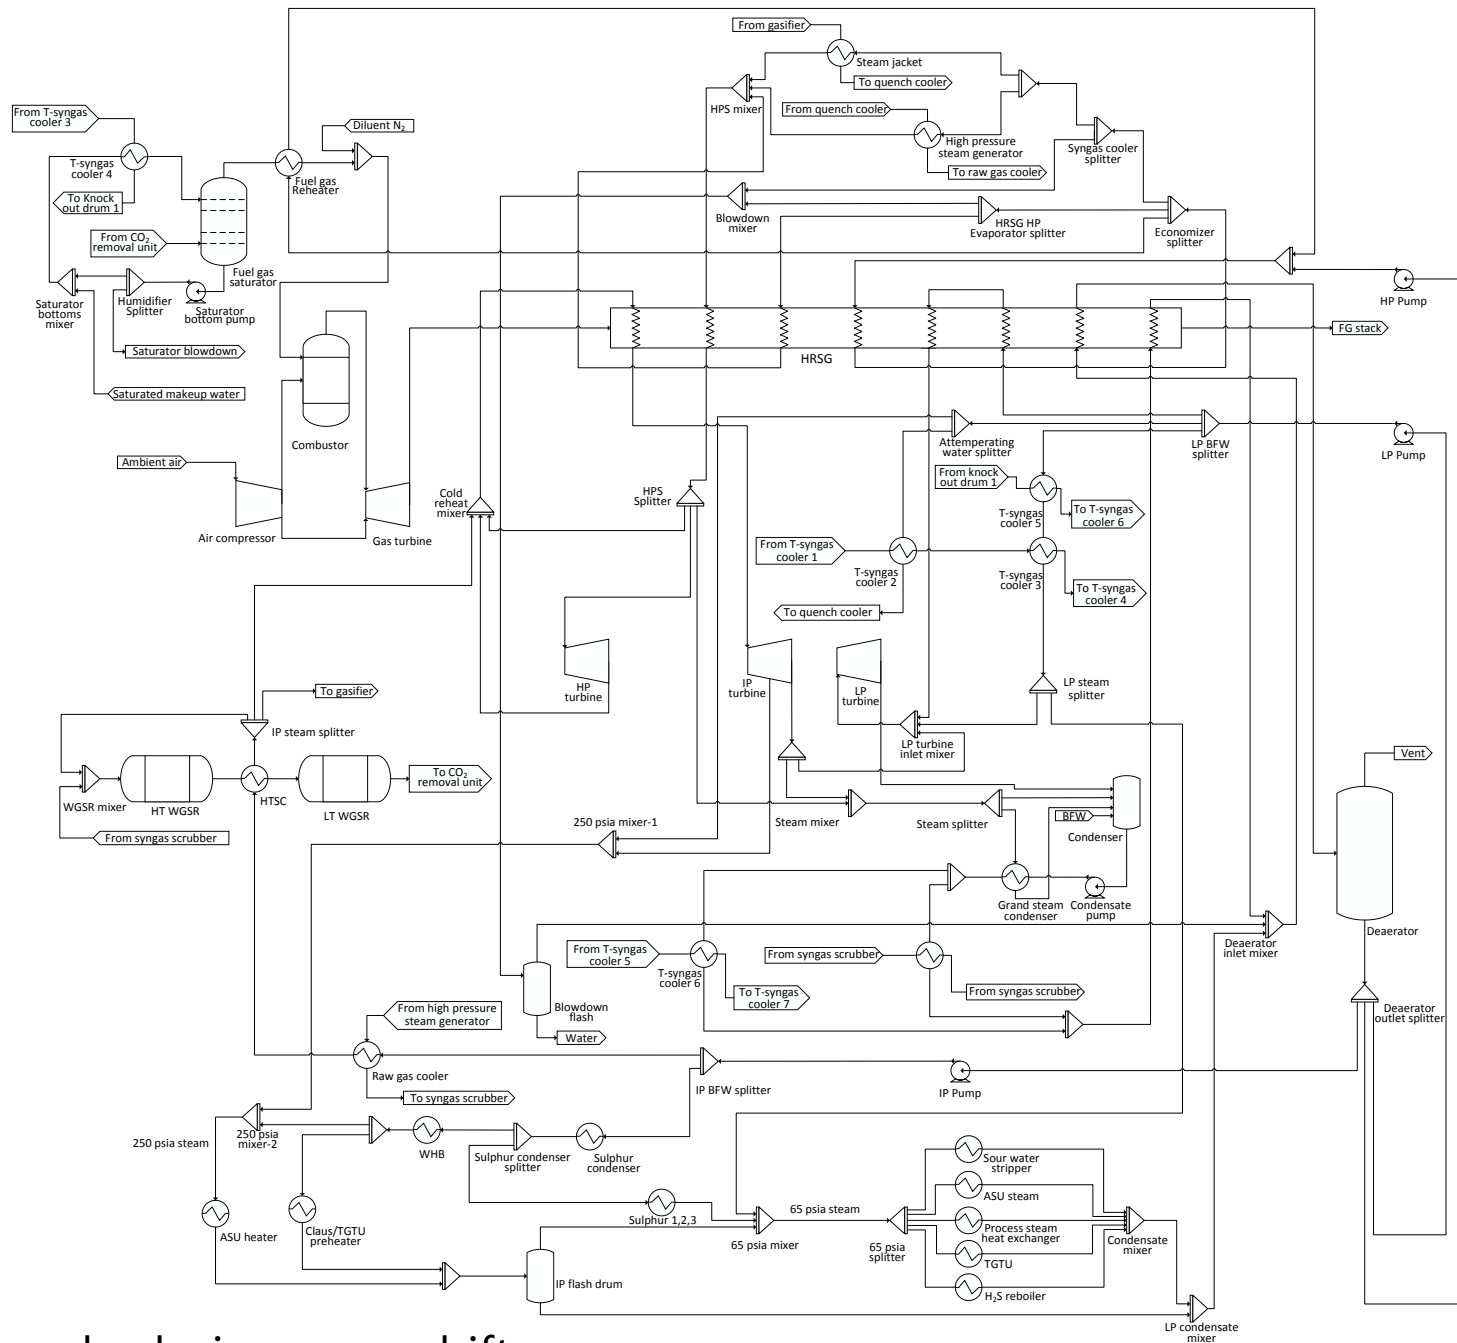 From gasifier
Steam jacket
To quench cooler
HPS mixer
From quench cooler
High pressure
steam generator
To raw gas cooler
Syngas cooler
splitter
From T-syngas
cooler 3
T-syngas
cooler 4
To Knock
out drum 1
From CO₂
removal unit
Diluent N₂
Fuel gas
Reheater
Blowdown
mixer
HRSG HP
Evaporator splitter
Economizer
splitter
Fuel gas
saturator
Saturator
bottoms
mixer
Humidifier
Splitter
Saturator
bottom pump
HP Pump
Saturator blowdown
FG stack
HRSG
Saturated makeup water
Combustor
Attemperating
water splitter
LP BFW
splitter
LP Pump
Ambient air
Air compressor
Gas turbine
Cold
reheat
mixer
HPS
Splitter
From knock
out drum 1
T-syngas
cooler 5
To T-syngas
cooler 6
From T-syngas
cooler 1
T-syngas
cooler 2
T-syngas
cooler 3
To T-syngas
cooler 4
To quench cooler
HP
turbine
IP
turbine
LP
turbine
LP steam
splitter
To gasifier
IP steam splitter
LP turbine
inlet mixer
Vent
WGSR mixer
HT WGSR
HTSC
LT WGSR
To CO₂
removal unit
From syngas scrubber
250 psia mixer-1
Steam mixer
Steam splitter
BFW
Condenser
Grand steam
condenser
Condensate
pump
Deaerator
Deaerator
inlet mixer
From T-syngas
cooler 5
T-syngas
cooler 6
To T-syngas
cooler 7
From syngas scrubber
From syngas scrubber
Blowdown
flash
Water
Deaerator
outlet splitter
From high pressure
steam generator
Raw gas cooler
To syngas scrubber
IP BFW splitter
IP Pump
250 psia steam
250 psia
mixer-2
WHB
Sulphur condenser
splitter
Sulphur
condenser
Sour water
stripper
ASU steam
Process steam
heat exchanger
TGTU
H₂S reboiler
ASU heater
Claus/TGTU
preheater
Sulphur 1,2,3
65 psia mixer
65 psia steam
65 psia
splitter
Condensate
mixer
IP flash drum
LP condensate
mixer